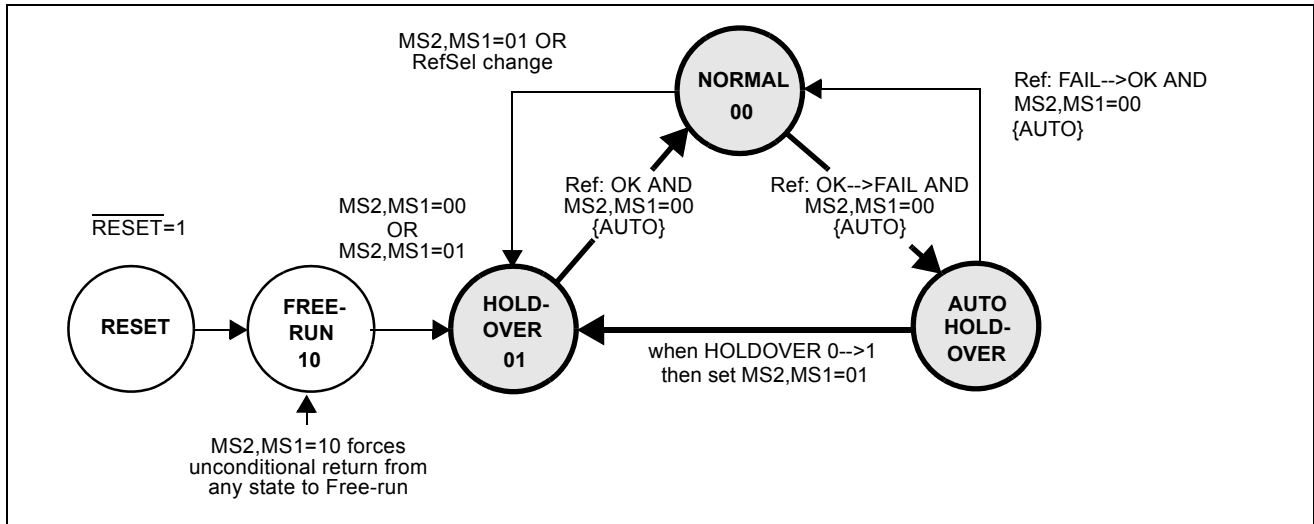 MS2,MS1=01 OR
RefSel change
NORMAL
00
Ref: FAIL-->OK AND
MS2,MS1=00
{AUTO}
Ref: OK AND
MS2,MS1=00
{AUTO}
Ref: OK-->FAIL AND
MS2,MS1=00
{AUTO}
RESET=1
MS2,MS1=00
OR
MS2,MS1=01
RESET
FREE-
RUN
10
HOLD-
OVER
01
AUTO
HOLD-
OVER
when HOLDOVER 0-->1
then set MS2,MS1=01
MS2,MS1=10 forces
unconditional return from
any state to Free-run